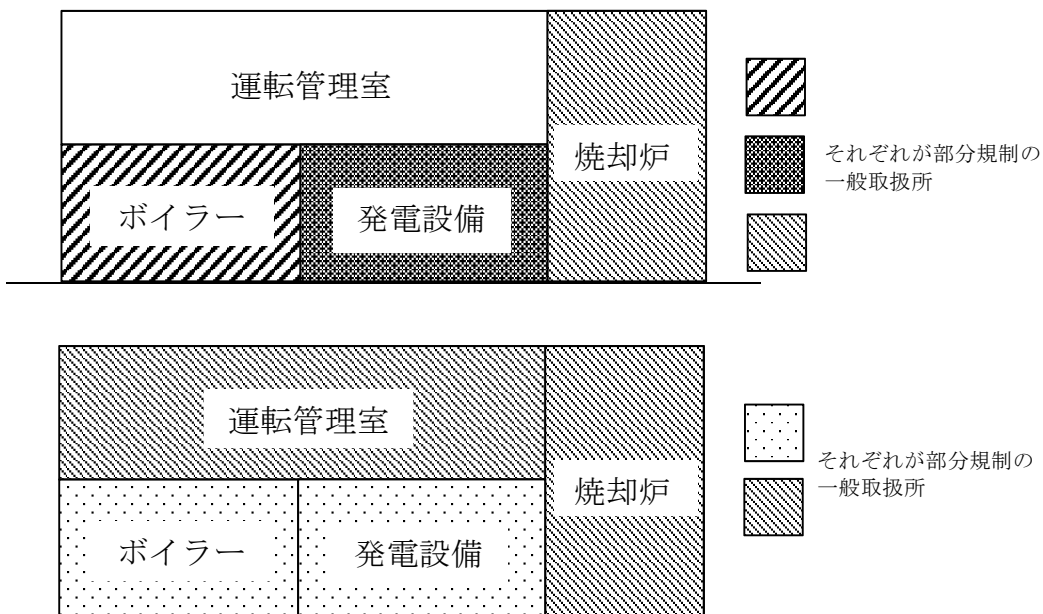 運転管理室
焼却炉
ボイラー
発電設備
それぞれが部分規制の
一般取扱所
運転管理室
焼却炉
ボイラー
発電設備
それぞれが部分規制の
一般取扱所